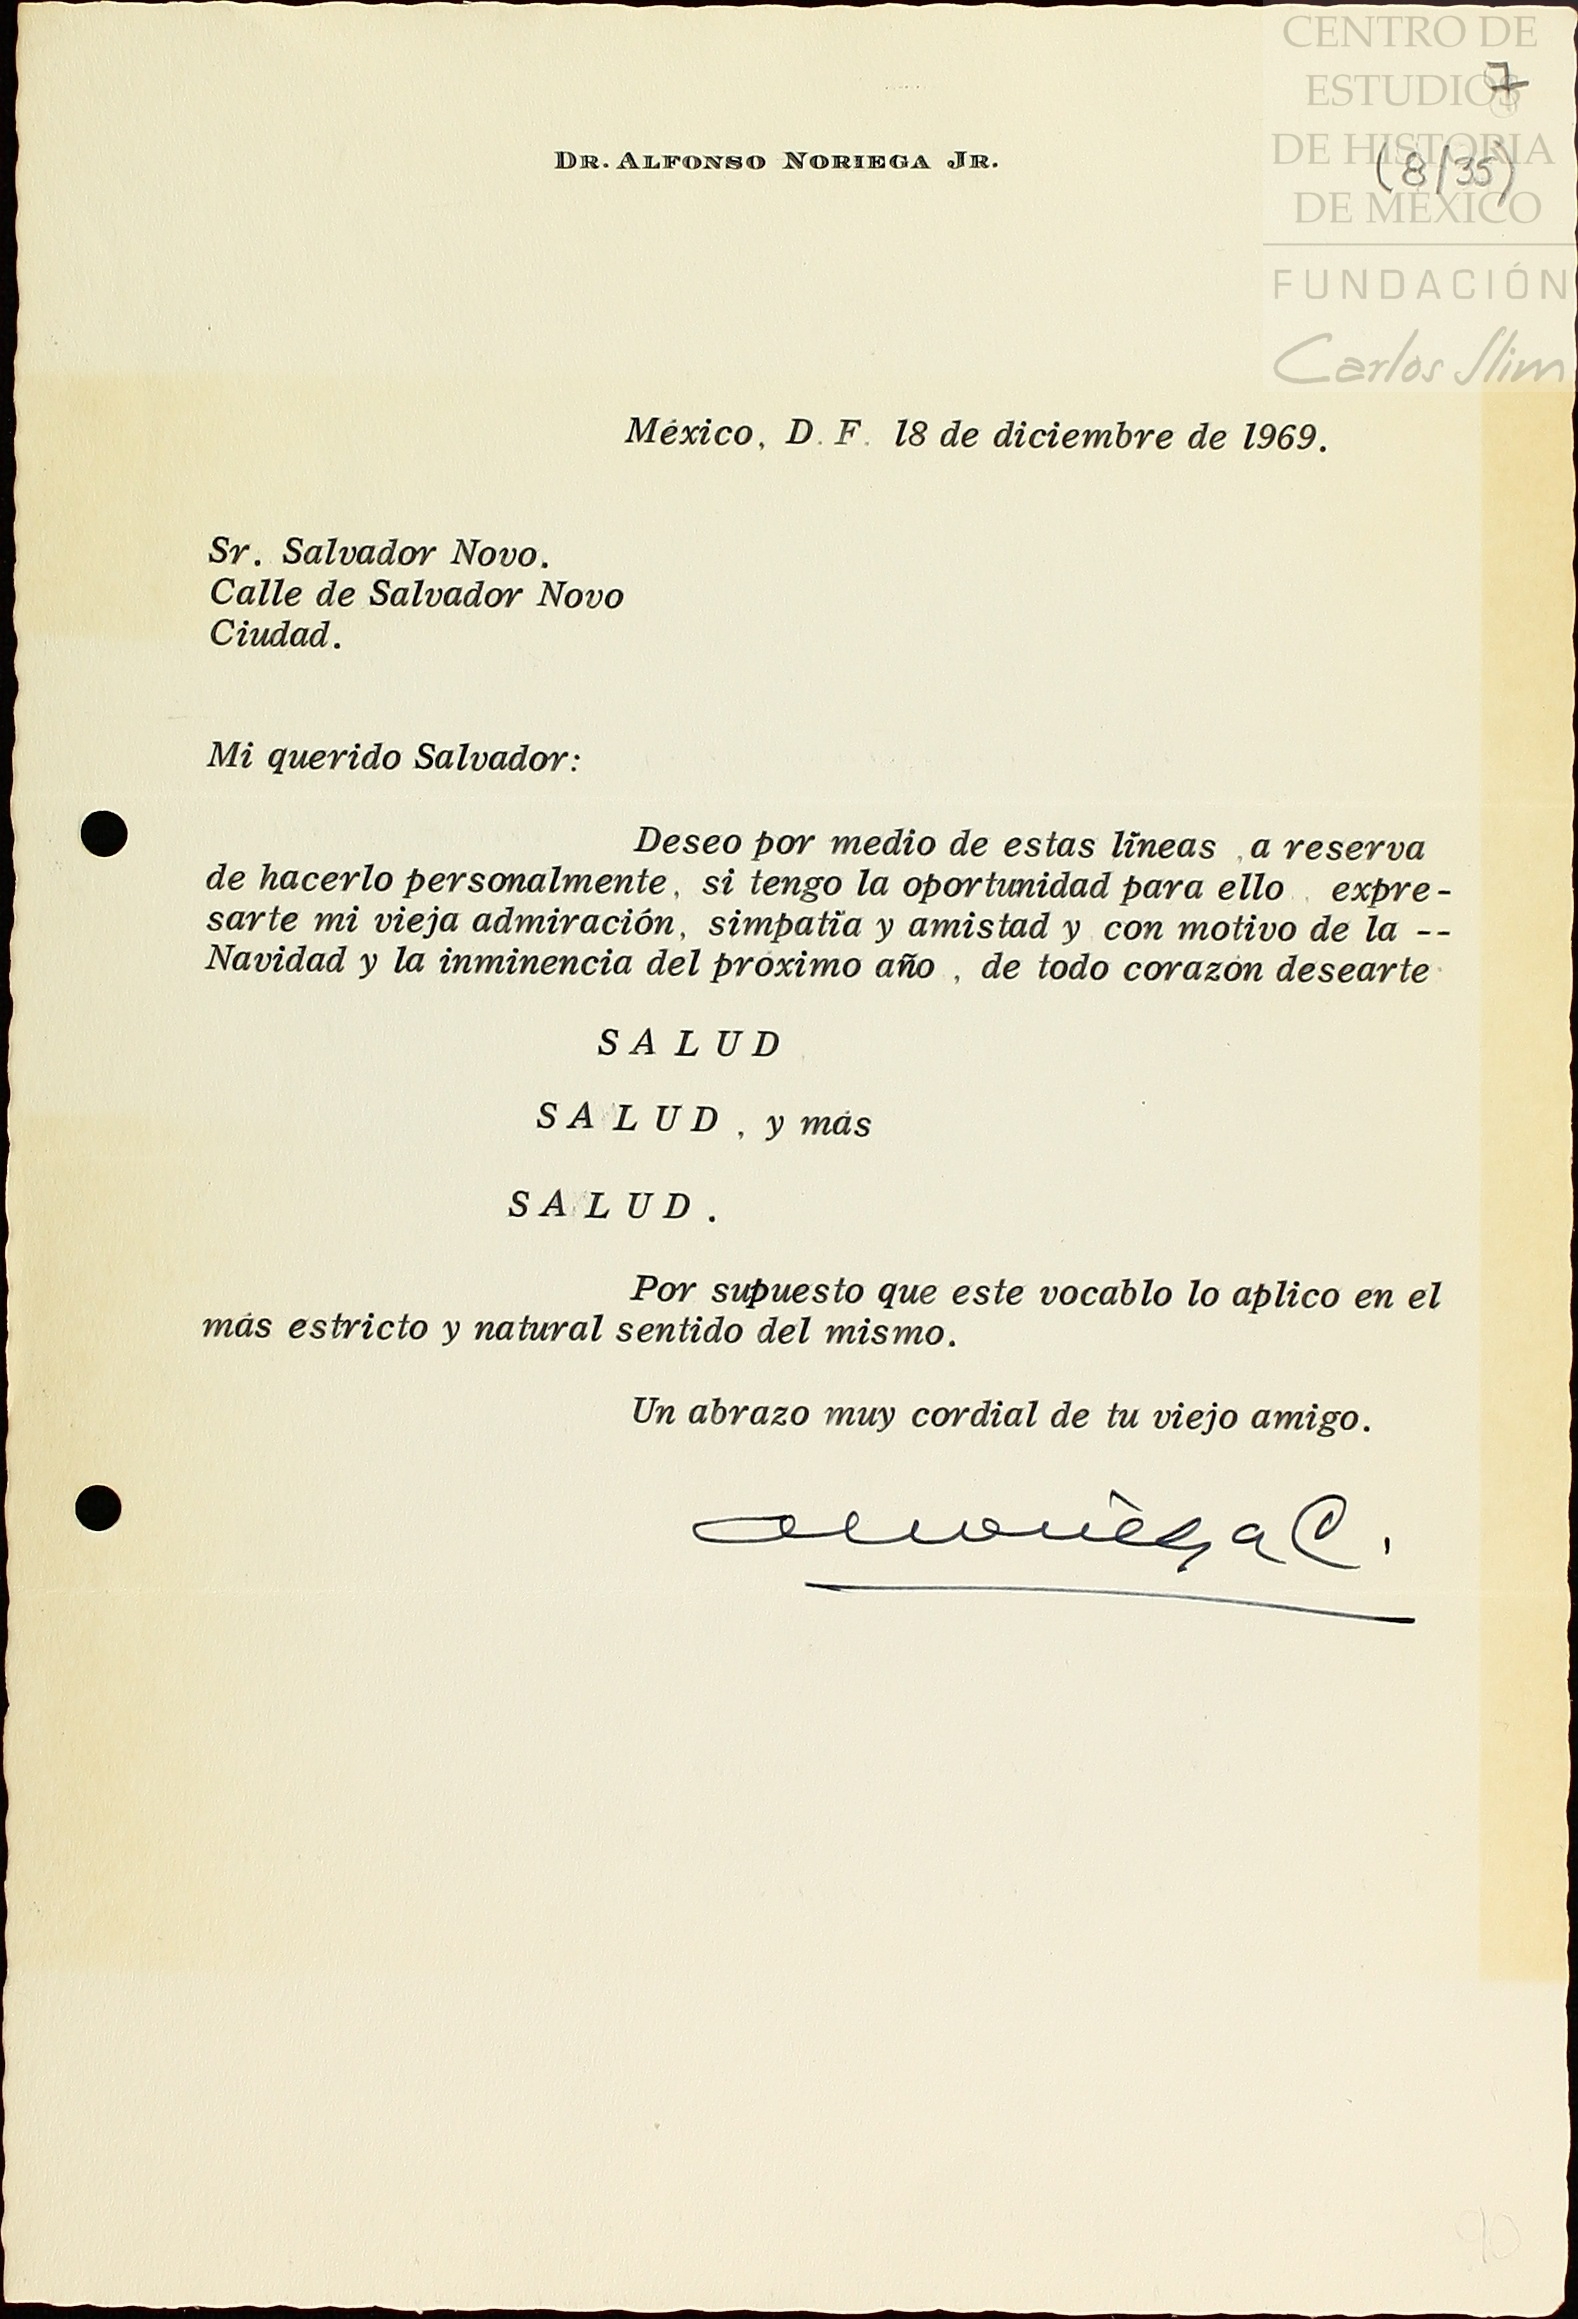 CENTRO DE
ESTUDIOS
7
DE HISTORIA
(8/35)
DE MÉXICO
FUNDACIÓN
Carlos Slim
DR. ALFONSO NORIEGA JR.
México, D. F. 18 de diciembre de 1969.
Sr. Salvador Novo.
Calle de Salvador Novo
Ciudad.
Mi querido Salvador:
Deseo por medio de estas líneas , a reserva
de hacerlo personalmente, si tengo la oportunidad para ello , expre-
sarte mi vieja admiración, simpatía y amistad y con motivo de la --
Navidad y la inminencia del próximo año , de todo corazón desearte
S A L U D
S A L U D , y más
S A L U D .
Por supuesto que este vocablo lo aplico en el
más estricto y natural sentido del mismo.
Un abrazo muy cordial de tu viejo amigo.
ANoriega C.